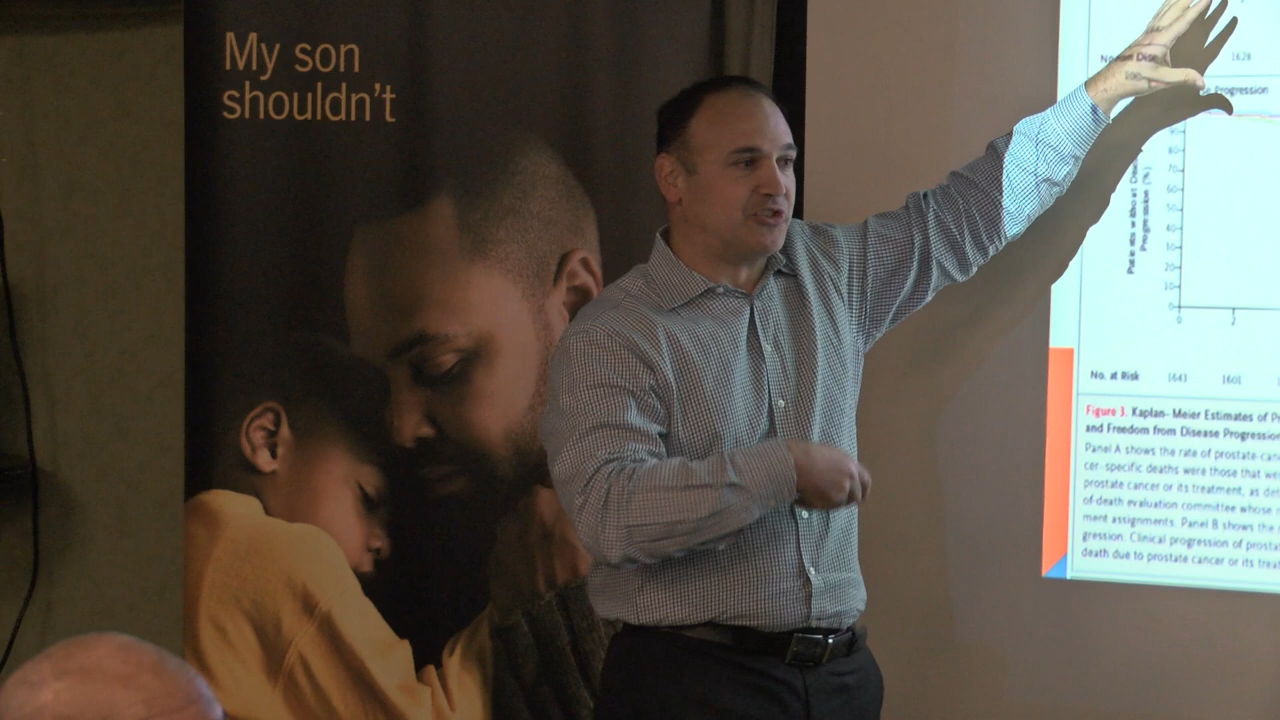 My son
shouldn't
1628
100
Progression
90
80
70
60
50
40
30
20
10
0
Progression (%)
0
2
No. at Risk 1643 1601
Figure 3. Kaplan- Meier Estimates of
and Freedom from Disease Progression
Panel A shows the rate of prostate-can
cer-specific deaths were those that we
prostate cancer or its treatment, as de
of-death evaluation committee whose
ment assignments. Panel B shows the
gression. Clinical progression of prosta
death due to prostate cancer or its trea